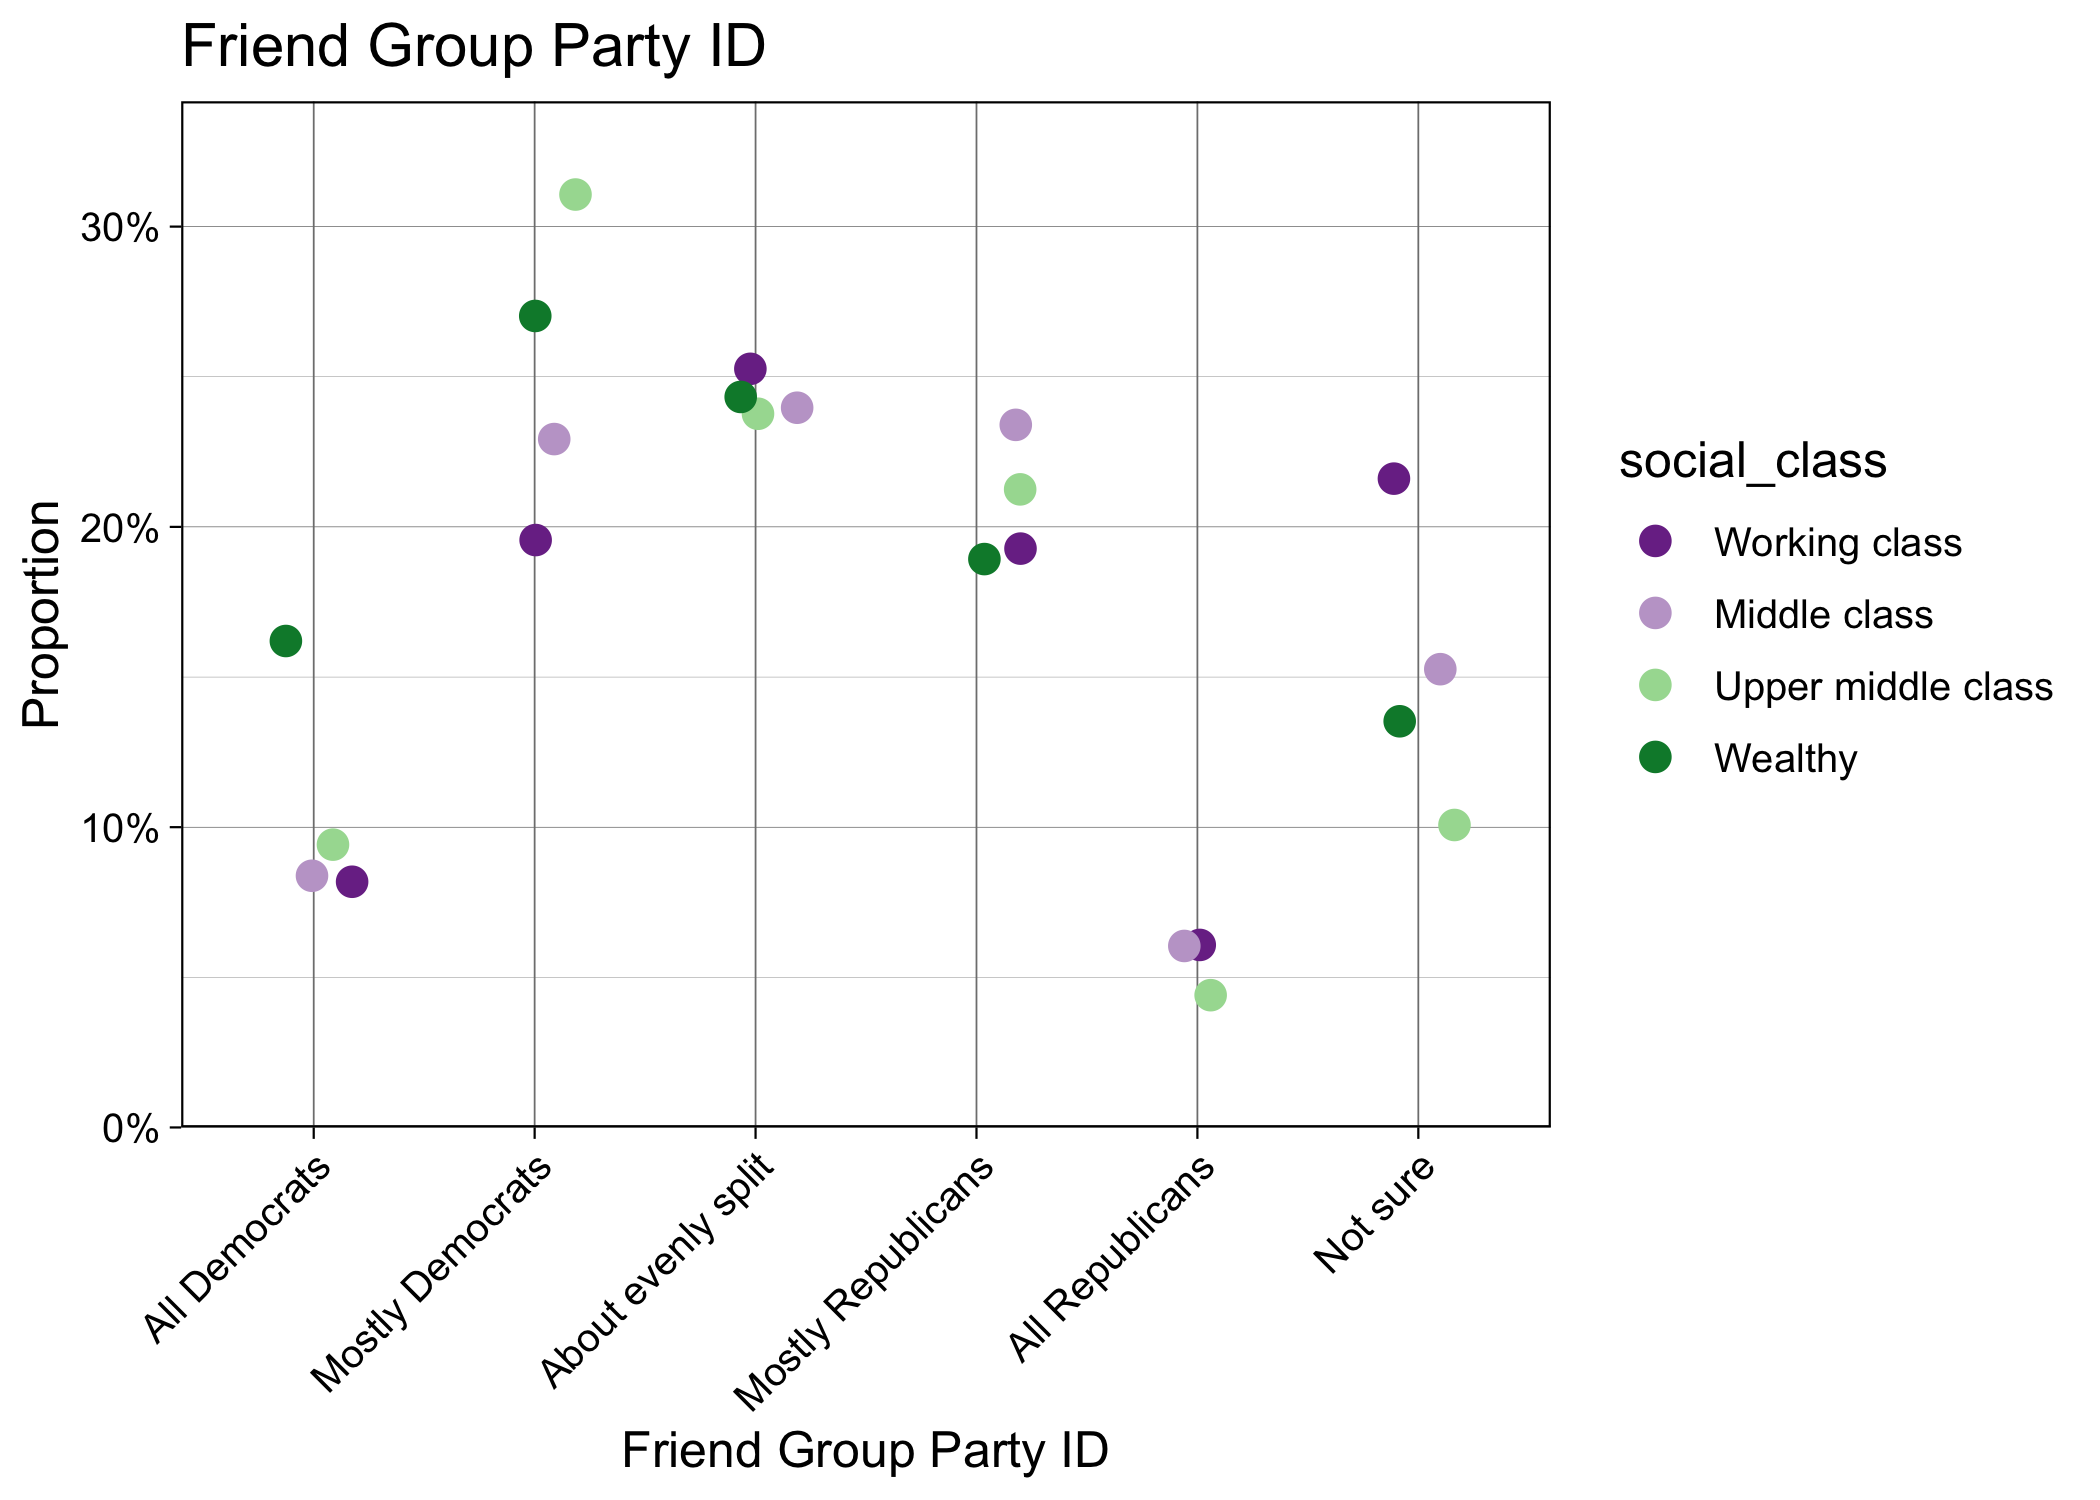 Friend Group Party ID
30%
20%
10%
0%
Proportion
All Democrats
Mostly Democrats
About evenly split
Mostly Republicans
All Republicans
Not sure
Friend Group Party ID
social_class
Working class
Middle class
Upper middle class
Wealthy